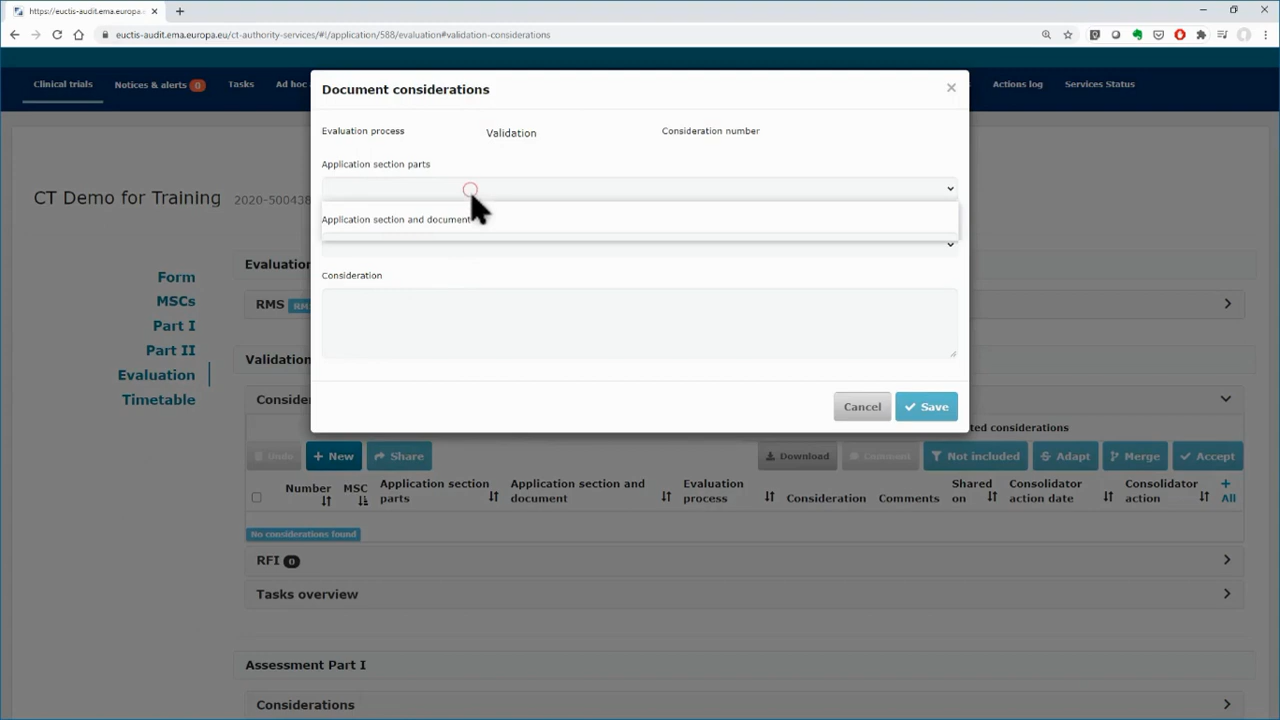 https://euctis-audit.ema.europa.e
euctis-audit.ema.europa.eu/ct-authority-services/#!/application/588/evaluation#validation-considerations
Clinical trials
Notices & alerts 0
Tasks
Ad hoc
Actions log
Services Status
Document considerations
Evaluation process
Validation
Consideration number
Application section parts
Application section and document
Consideration
Cancel
Save
CT Demo for Training
2020-500438
Form
MSCs
Part I
Part II
Evaluation
Timetable
Evaluation
RMS
Validation
ted considerations
Undo
New
Share
Download
Comment
Not included
Adapt
Merge
Accept
Number
MSC
Application section parts
Application section and document
Evaluation process
Consideration
Comments
Shared on
Consolidator action date
Consolidator action
+ All
No considerations found
RFI 0
Tasks overview
Assessment Part I
Considerations